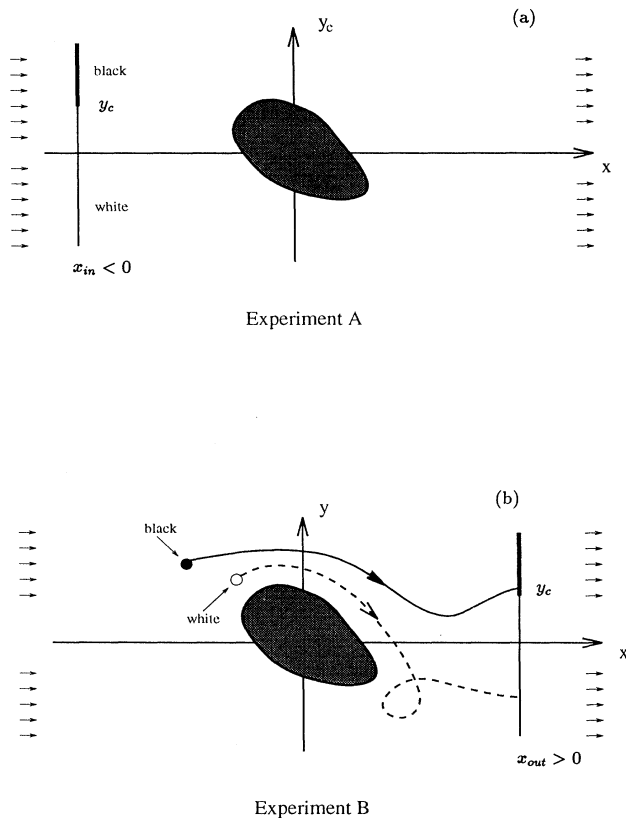 (a)
y_c
black
y_c
x
white
x_in < 0
Experiment A
(b)
y
black
y_c
white
x
x_out > 0
Experiment B